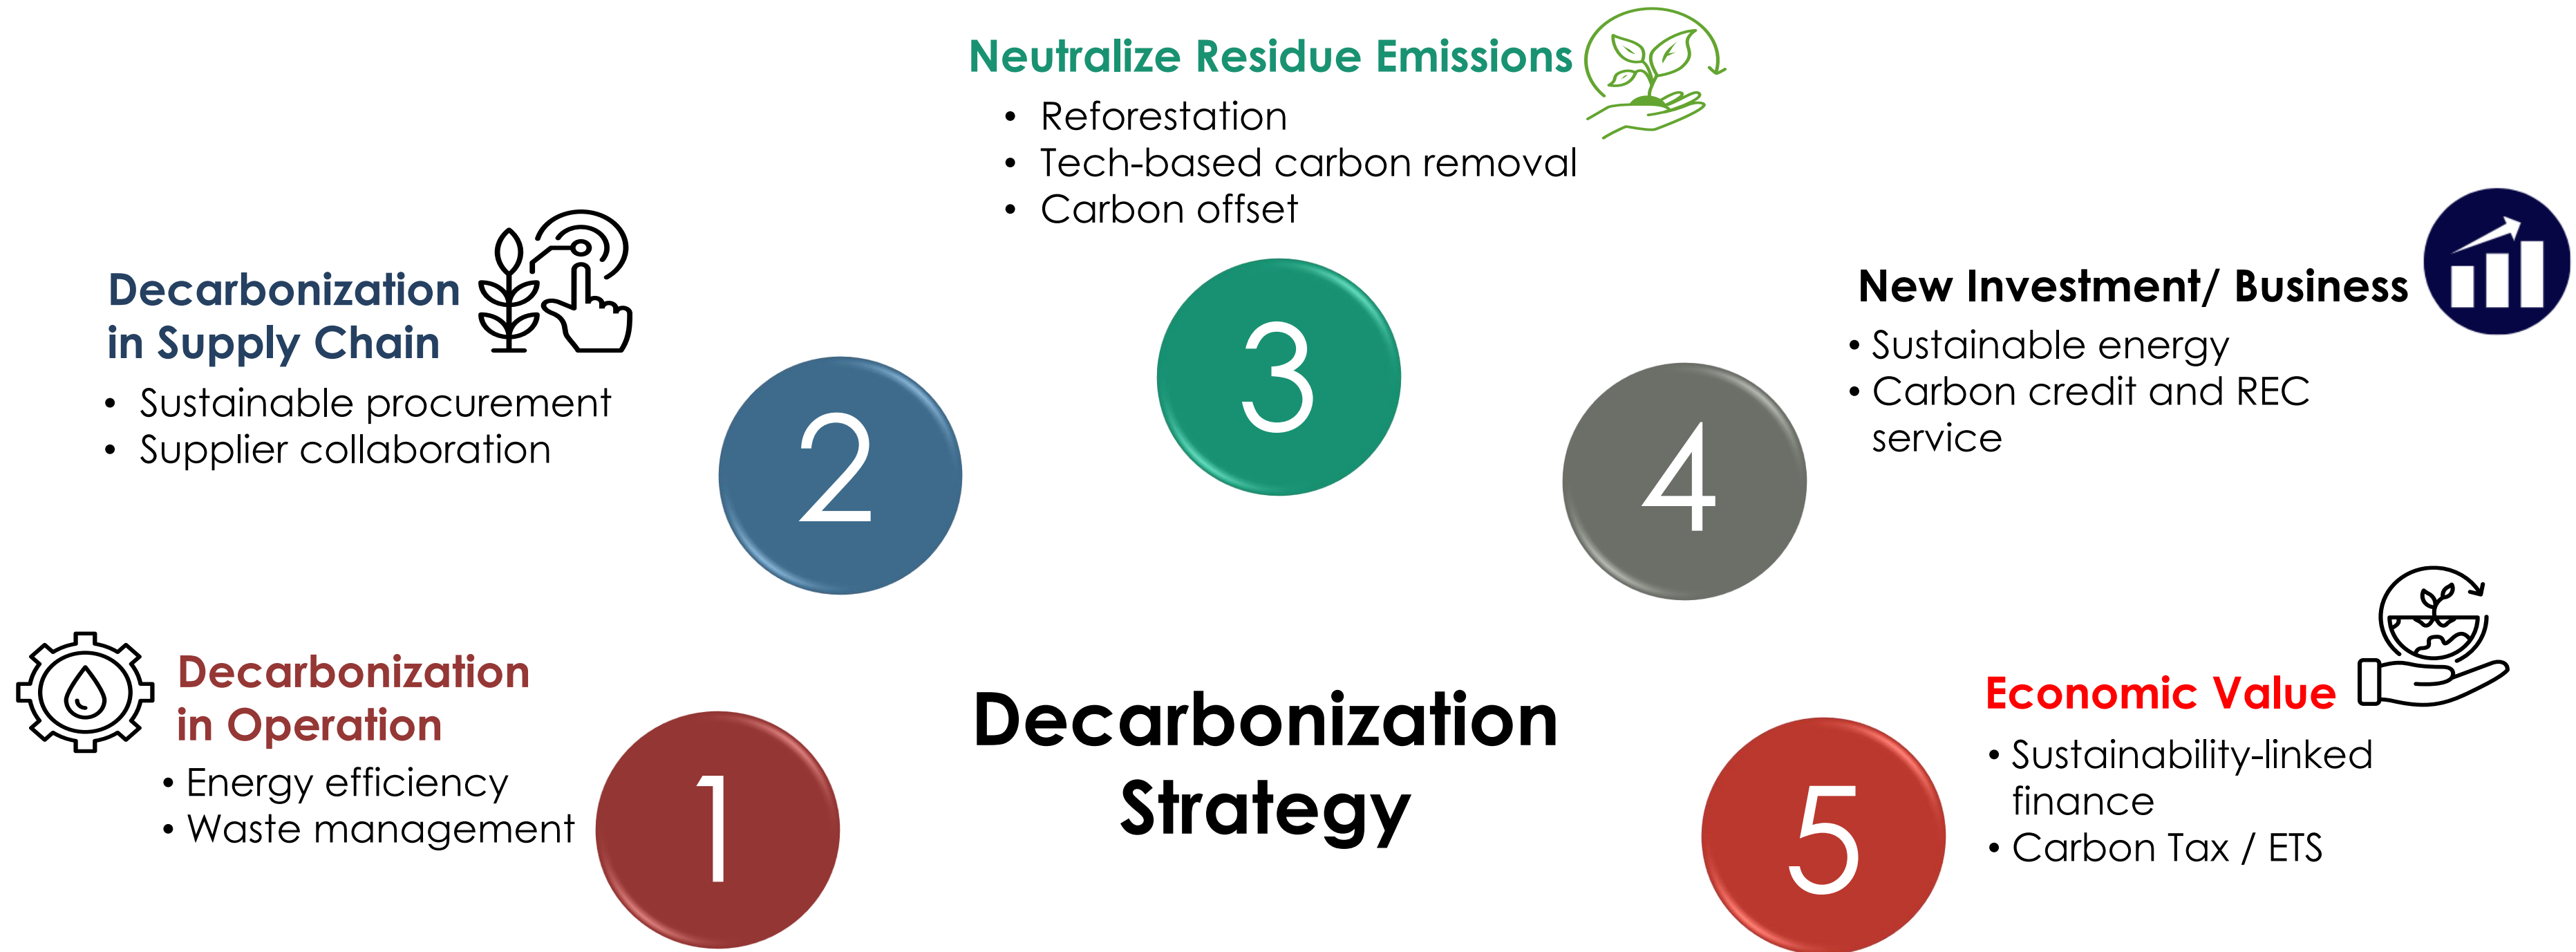 Neutralize Residue Emissions
• Reforestation
• Tech-based carbon removal
• Carbon offset
3
Decarbonization
in Supply Chain
• Sustainable procurement
• Supplier collaboration
2
New Investment/ Business
• Sustainable energy
• Carbon credit and REC
service
4
Decarbonization
in Operation
• Energy efficiency
• Waste management
1
Decarbonization
Strategy
Economic Value
• Sustainability-linked
finance
• Carbon Tax / ETS
5